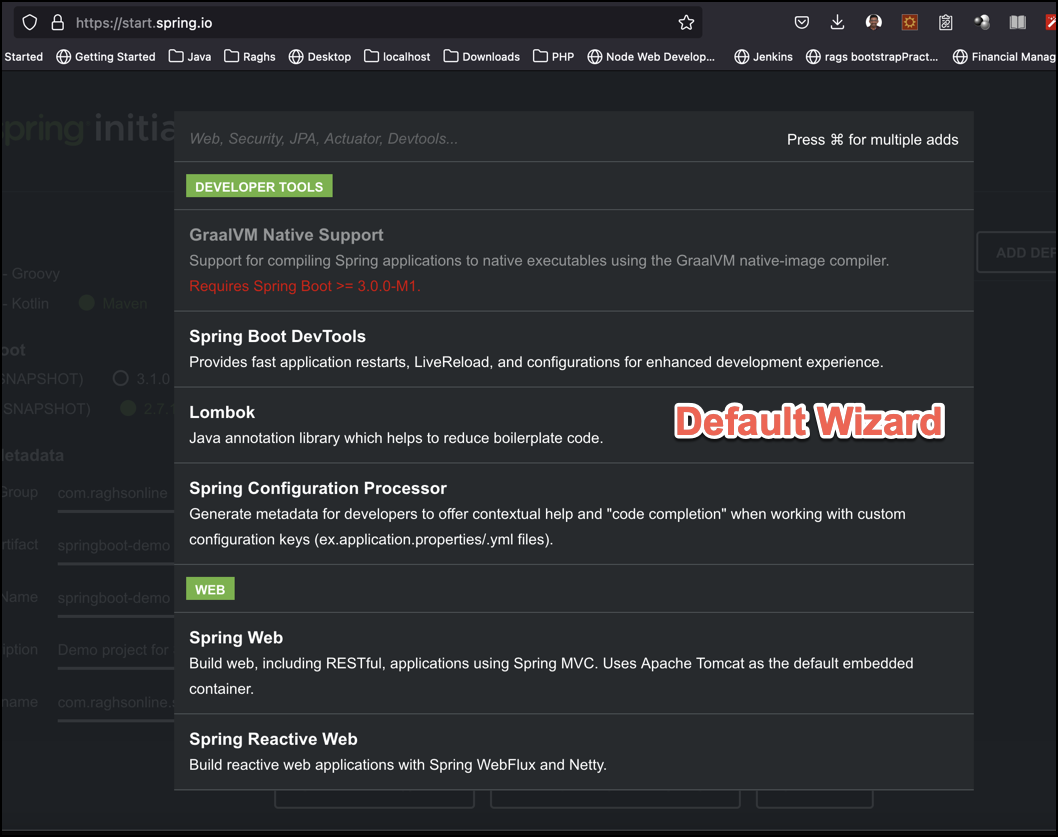 https://start.spring.io
Started Getting Started Java Raghs Desktop localhost Downloads PHP Node Web Develop... Jenkins rags bootstrapPract... Financial Manag
pring initia
Web, Security, JPA, Actuator, Devtools...
Press ⌘ for multiple adds
DEVELOPER TOOLS
GraalVM Native Support
Support for compiling Spring applications to native executables using the GraalVM native-image compiler.
Requires Spring Boot >= 3.0.0-M1.
ADD DEP
- Groovy
- Kotlin Maven
Spring Boot DevTools
Provides fast application restarts, LiveReload, and configurations for enhanced development experience.
oot
SNAPSHOT) 3.1.0
SNAPSHOT) 2.7.1
Lombok
Java annotation library which helps to reduce boilerplate code.
Default Wizard
etadata
Group com.raghsonline
Spring Configuration Processor
Generate metadata for developers to offer contextual help and "code completion" when working with custom
configuration keys (ex.application.properties/.yml files).
rtifact springboot-demo
WEB
Name springboot-demo
Spring Web
Build web, including RESTful, applications using Spring MVC. Uses Apache Tomcat as the default embedded
container.
iption Demo project for
name com.raghsonline.s
Spring Reactive Web
Build reactive web applications with Spring WebFlux and Netty.